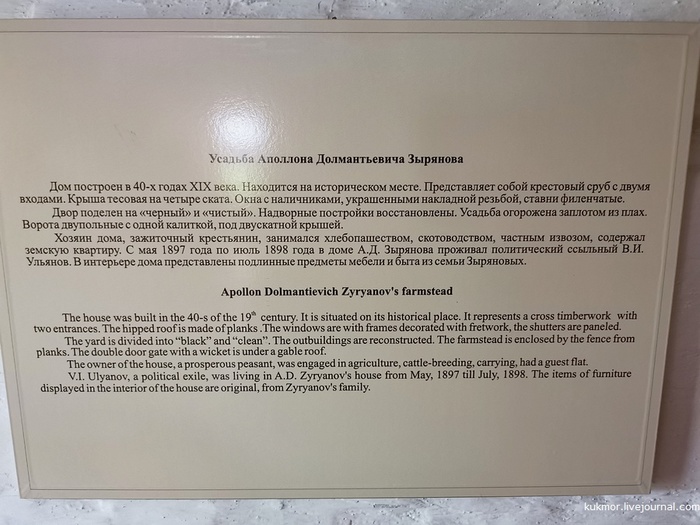 Усадьба Аполлона Долмантьевича Зырянова
Дом построен в 40-х годах XIX века. Находится на историческом месте. Представляет собой крестовый сруб с двумя
входами. Крыша тесовая на четыре ската. Окна с наличниками, украшенными накладной резьбой, ставни филенчатые.
Двор поделен на «черный» и «чистый». Надворные постройки восстановлены. Усадьба огорожена заплотом из плах.
Ворота двупольные с одной калиткой, под двускатной крышей.
Хозяин дома, зажиточный крестьянин, занимался хлебопашеством, скотоводством, частным извозом, содержал
земскую квартиру. С мая 1897 года по июль 1898 года в доме А.Д. Зырянова проживал политический ссыльный В.И.
Ульянов. В интерьере дома представлены подлинные предметы мебели и быта из семьи Зыряновых.
Apollon Dolmantievich Zyryanov's farmstead
The house was built in the 40-s of the 19th century. It is situated on its historical place. It represents a cross timberwork with
two entrances. The hipped roof is made of planks .The windows are with frames decorated with fretwork, the shutters are paneled.
The yard is divided into "black" and "clean". The outbuildings are reconstructed. The farmstead is enclosed by the fence from
planks. The double door gate with a wicket is under a gable roof.
The owner of the house, a prosperous peasant, was engaged in agriculture, cattle-breeding, carrying, had a guest flat.
V.I. Ulyanov, a political exile, was living in A.D. Zyryanov's house from May, 1897 till July, 1898. The items of furniture
displayed in the interior of the house are original, from Zyryanov's family.
kukmor.livejournal.com